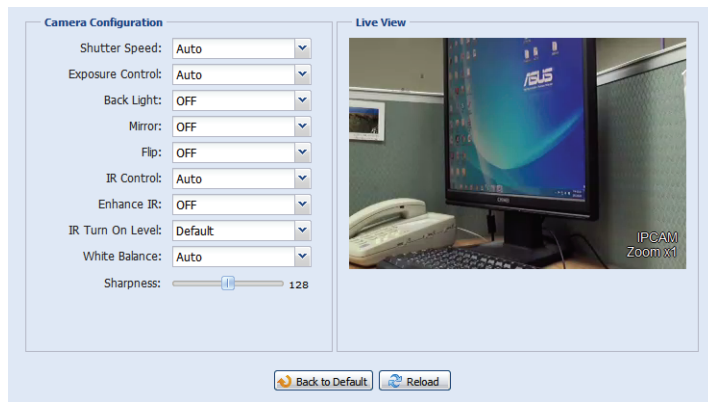 Camera Configuration
Shutter Speed: Auto
Exposure Control: Auto
Back Light: OFF
Mirror: OFF
Flip: OFF
IR Control: Auto
Enhance IR: OFF
IR Turn On Level: Default
White Balance: Auto
Sharpness: 128
Live View
ASUS
IPCAM
Zoom x1
Back to Default
Reload